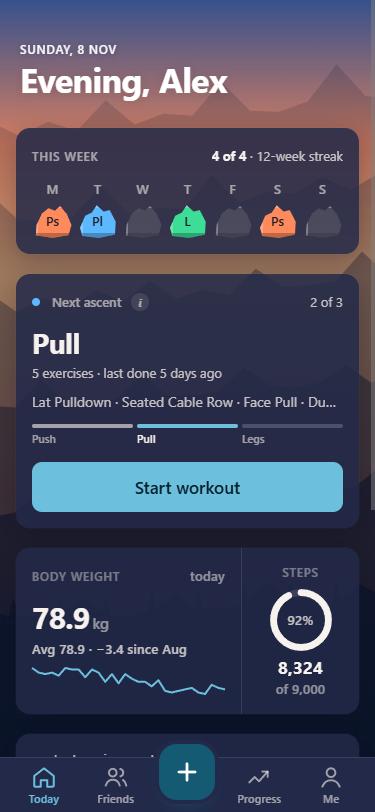 SUNDAY, 8 NOV
Evening, Alex
THIS WEEK 4 of 4 · 12-week streak
M T W T F S S
Ps Pl L Ps
Next ascent i 2 of 3
Pull
5 exercises · last done 5 days ago
Lat Pulldown · Seated Cable Row · Face Pull · Du...
Push Pull Legs
Start workout
BODY WEIGHT today
78.9 kg
Avg 78.9 · −3.4 since Aug
STEPS
92%
8,324
of 9,000
Today Friends + Progress Me